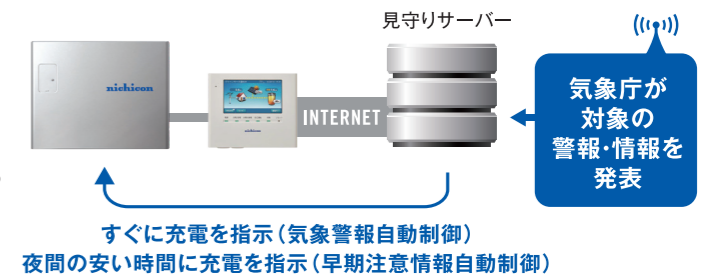 見守りサーバー
nichicon
INTERNET
気象庁が
対象の
警報・情報を
発表
すぐに充電を指示（気象警報自動制御）
夜間の安い時間に充電を指示（早期注意情報自動制御）